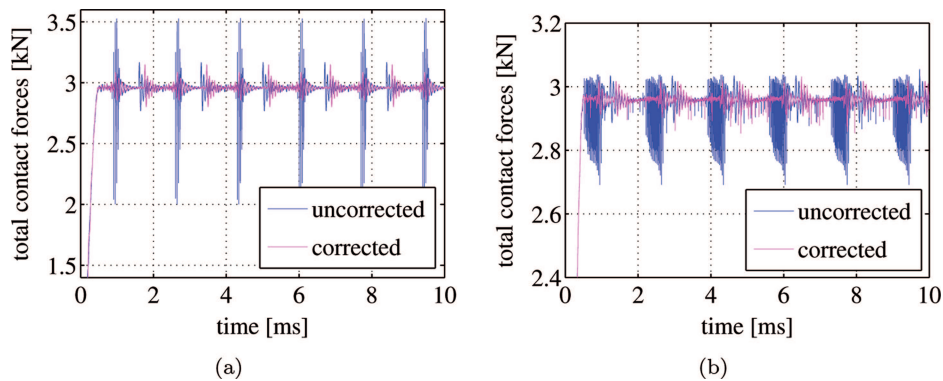 total contact forces [kN]
3.5
3
2.5
2
1.5
uncorrected
corrected
0 2 4 6 8 10
time [ms]
(a)
total contact forces [kN]
3.2
3
2.8
2.6
2.4
uncorrected
corrected
0 2 4 6 8 10
time [ms]
(b)